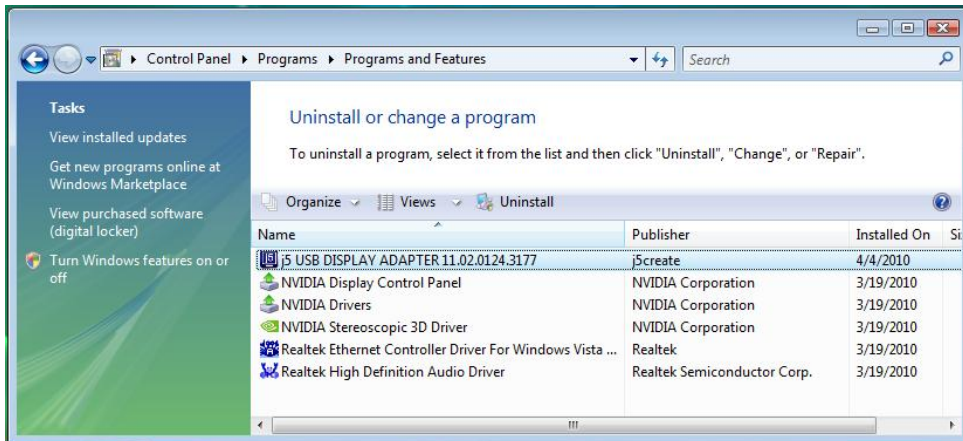 Control Panel Programs Programs and Features Search
Tasks
View installed updates
Get new programs online at
Windows Marketplace
View purchased software
(digital locker)
Turn Windows features on or
off
Uninstall or change a program
To uninstall a program, select it from the list and then click "Uninstall", "Change", or "Repair".
Organize Views Uninstall
Name Publisher Installed On Si
j5 USB DISPLAY ADAPTER 11.02.0124.3177 j5create 4/4/2010
NVIDIA Display Control Panel NVIDIA Corporation 3/19/2010
NVIDIA Drivers NVIDIA Corporation 3/19/2010
NVIDIA Stereoscopic 3D Driver NVIDIA Corporation 3/19/2010
Realtek Ethernet Controller Driver For Windows Vista ... Realtek 3/19/2010
Realtek High Definition Audio Driver Realtek Semiconductor Corp. 3/19/2010